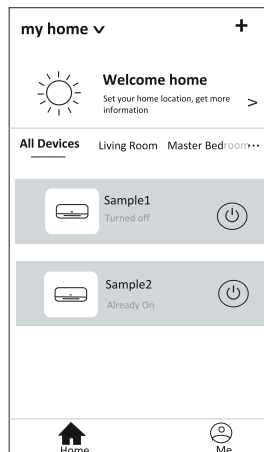 my home
Welcome home
Set your home location, get more
information
All Devices Living Room Master Bedroom
Sample1
Turned off
Sample2
Already On
Home Me